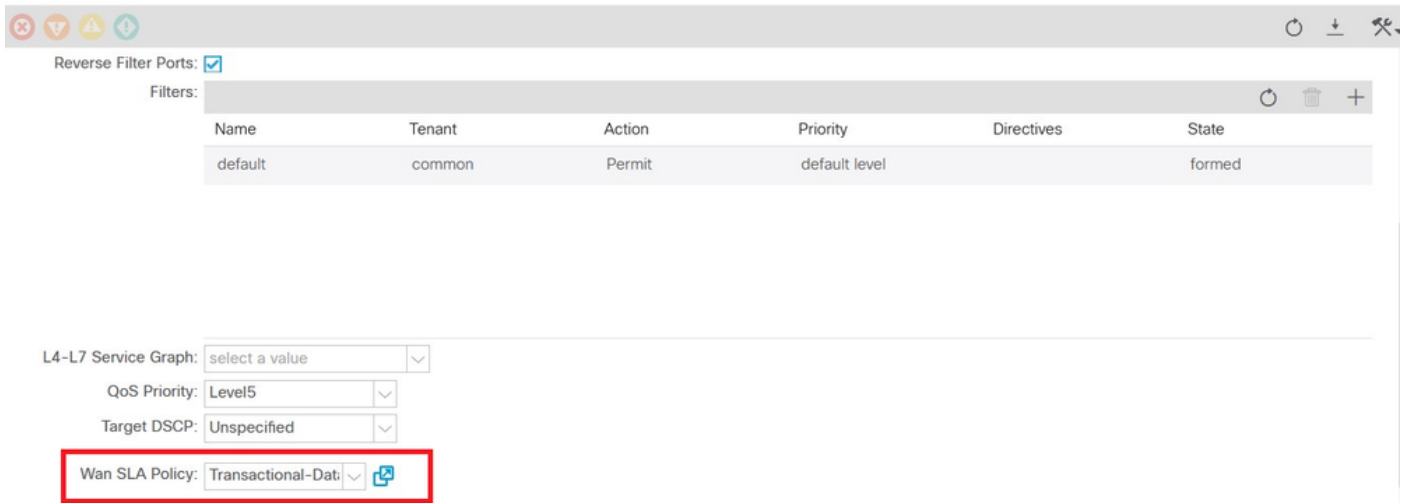 Reverse Filter Ports:
Filters:
Name Tenant Action Priority Directives State
default common Permit default level formed
L4-L7 Service Graph: select a value
QoS Priority: Level5
Target DSCP: Unspecified
Wan SLA Policy: Transactional-Dat